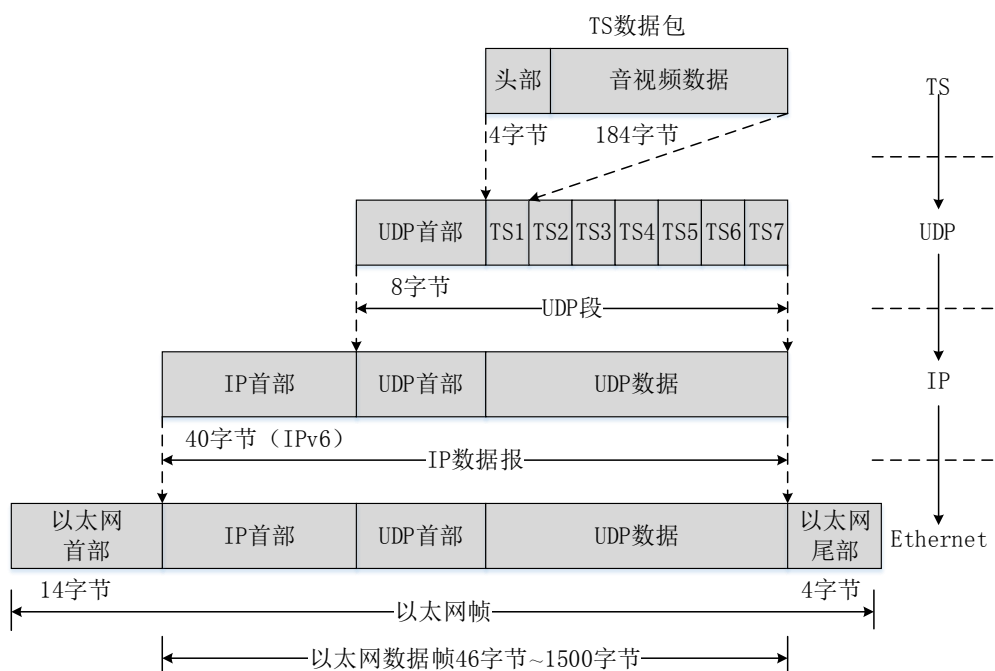 TS数据包
头部 音视频数据 TS
4字节 184字节
UDP首部 TS1 TS2 TS3 TS4 TS5 TS6 TS7 UDP
8字节
UDP段
IP首部 UDP首部 UDP数据 IP
40字节（IPv6）
IP数据报
以太网首部 IP首部 UDP首部 UDP数据 以太网尾部 Ethernet
14字节 4字节
以太网帧
以太网数据帧46字节~1500字节